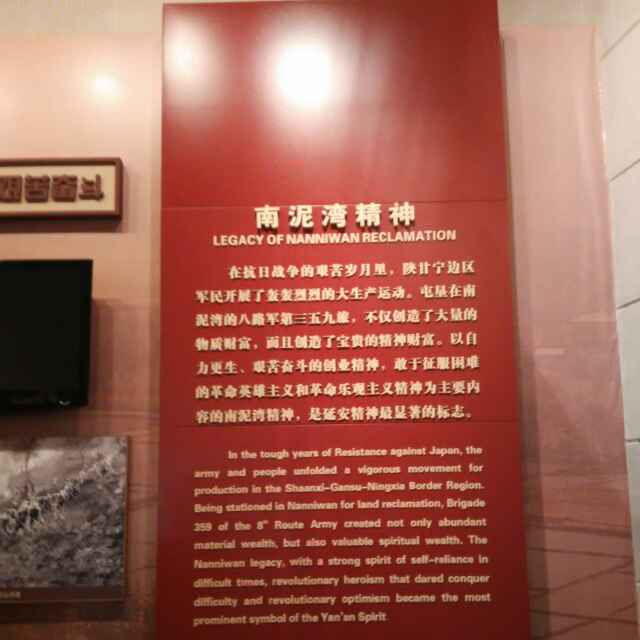 艰苦奋斗
南泥湾精神
LEGACY OF NANNIWAN RECLAMATION
在抗日战争的艰苦岁月里，陕甘宁边区
军民开展了轰轰烈烈的大生产运动。屯垦在南
泥湾的八路军第三五九旅，不仅创造了大量的
物质财富，而且创造了宝贵的精神财富。以自
力更生、艰苦奋斗的创业精神，敢于征服困难
的革命英雄主义和革命乐观主义精神为主要内
容的南泥湾精神，是延安精神最显著的标志。
In the tough years of Resistance against Japan, the
army and people unfolded a vigorous movement for
production in the Shaanxi-Gansu-Ningxia Border Region.
Being stationed in Nanniwan for land reclamation, Brigade
359 of the 8th Route Army created not only abundant
material wealth, but also valuable spiritual wealth. The
Nanniwan legacy, with a strong spirit of self-reliance in
difficult times, revolutionary heroism that dared conquer
difficulty and revolutionary optimism became the most
prominent symbol of the Yan'an Spirit